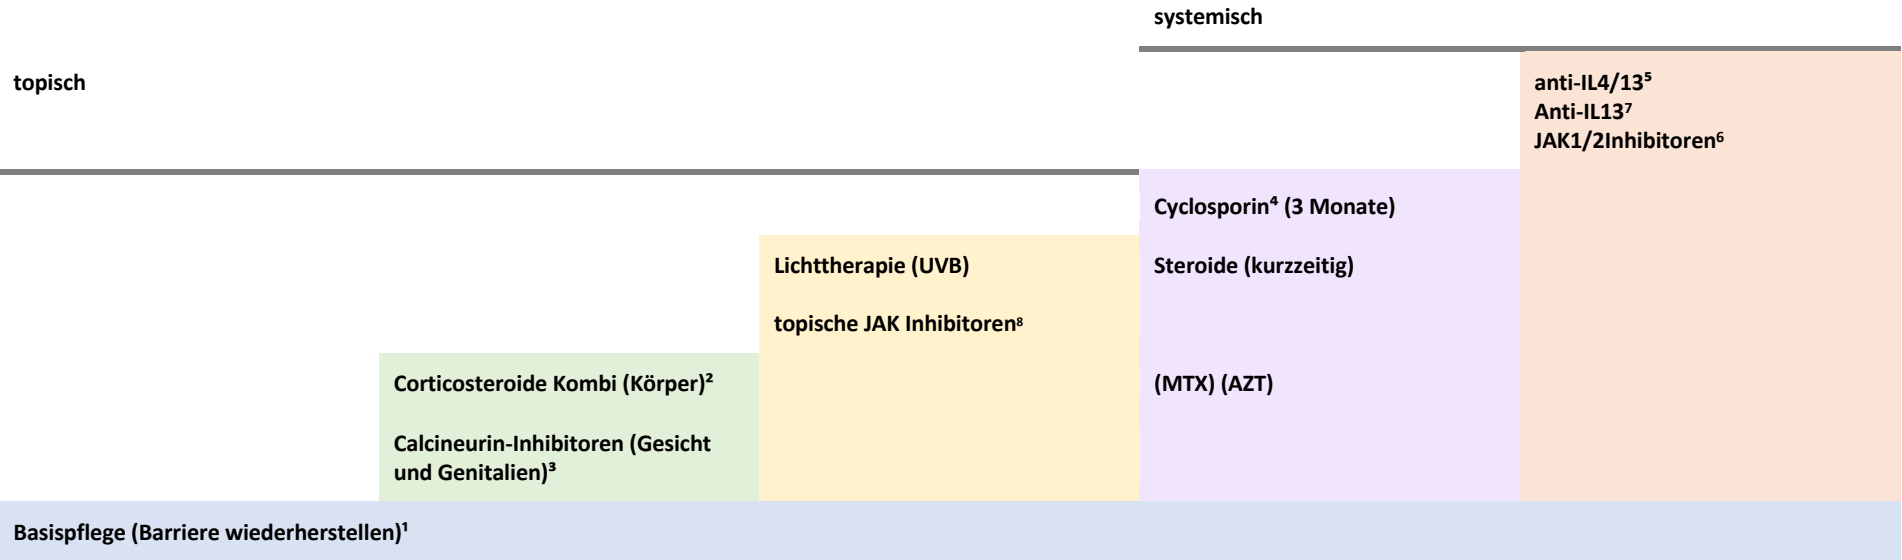 systemisch
topisch
anti-IL4/13⁵
Anti-IL13⁷
JAK1/2Inhibitoren⁶
Cyclosporin⁴ (3 Monate)
Lichttherapie (UVB)
Steroide (kurzzeitig)
topische JAK Inhibitoren⁸
Corticosteroide Kombi (Körper)²
(MTX) (AZT)
Calcineurin-Inhibitoren (Gesicht
und Genitalien)³
Basispflege (Barriere wiederherstellen)¹